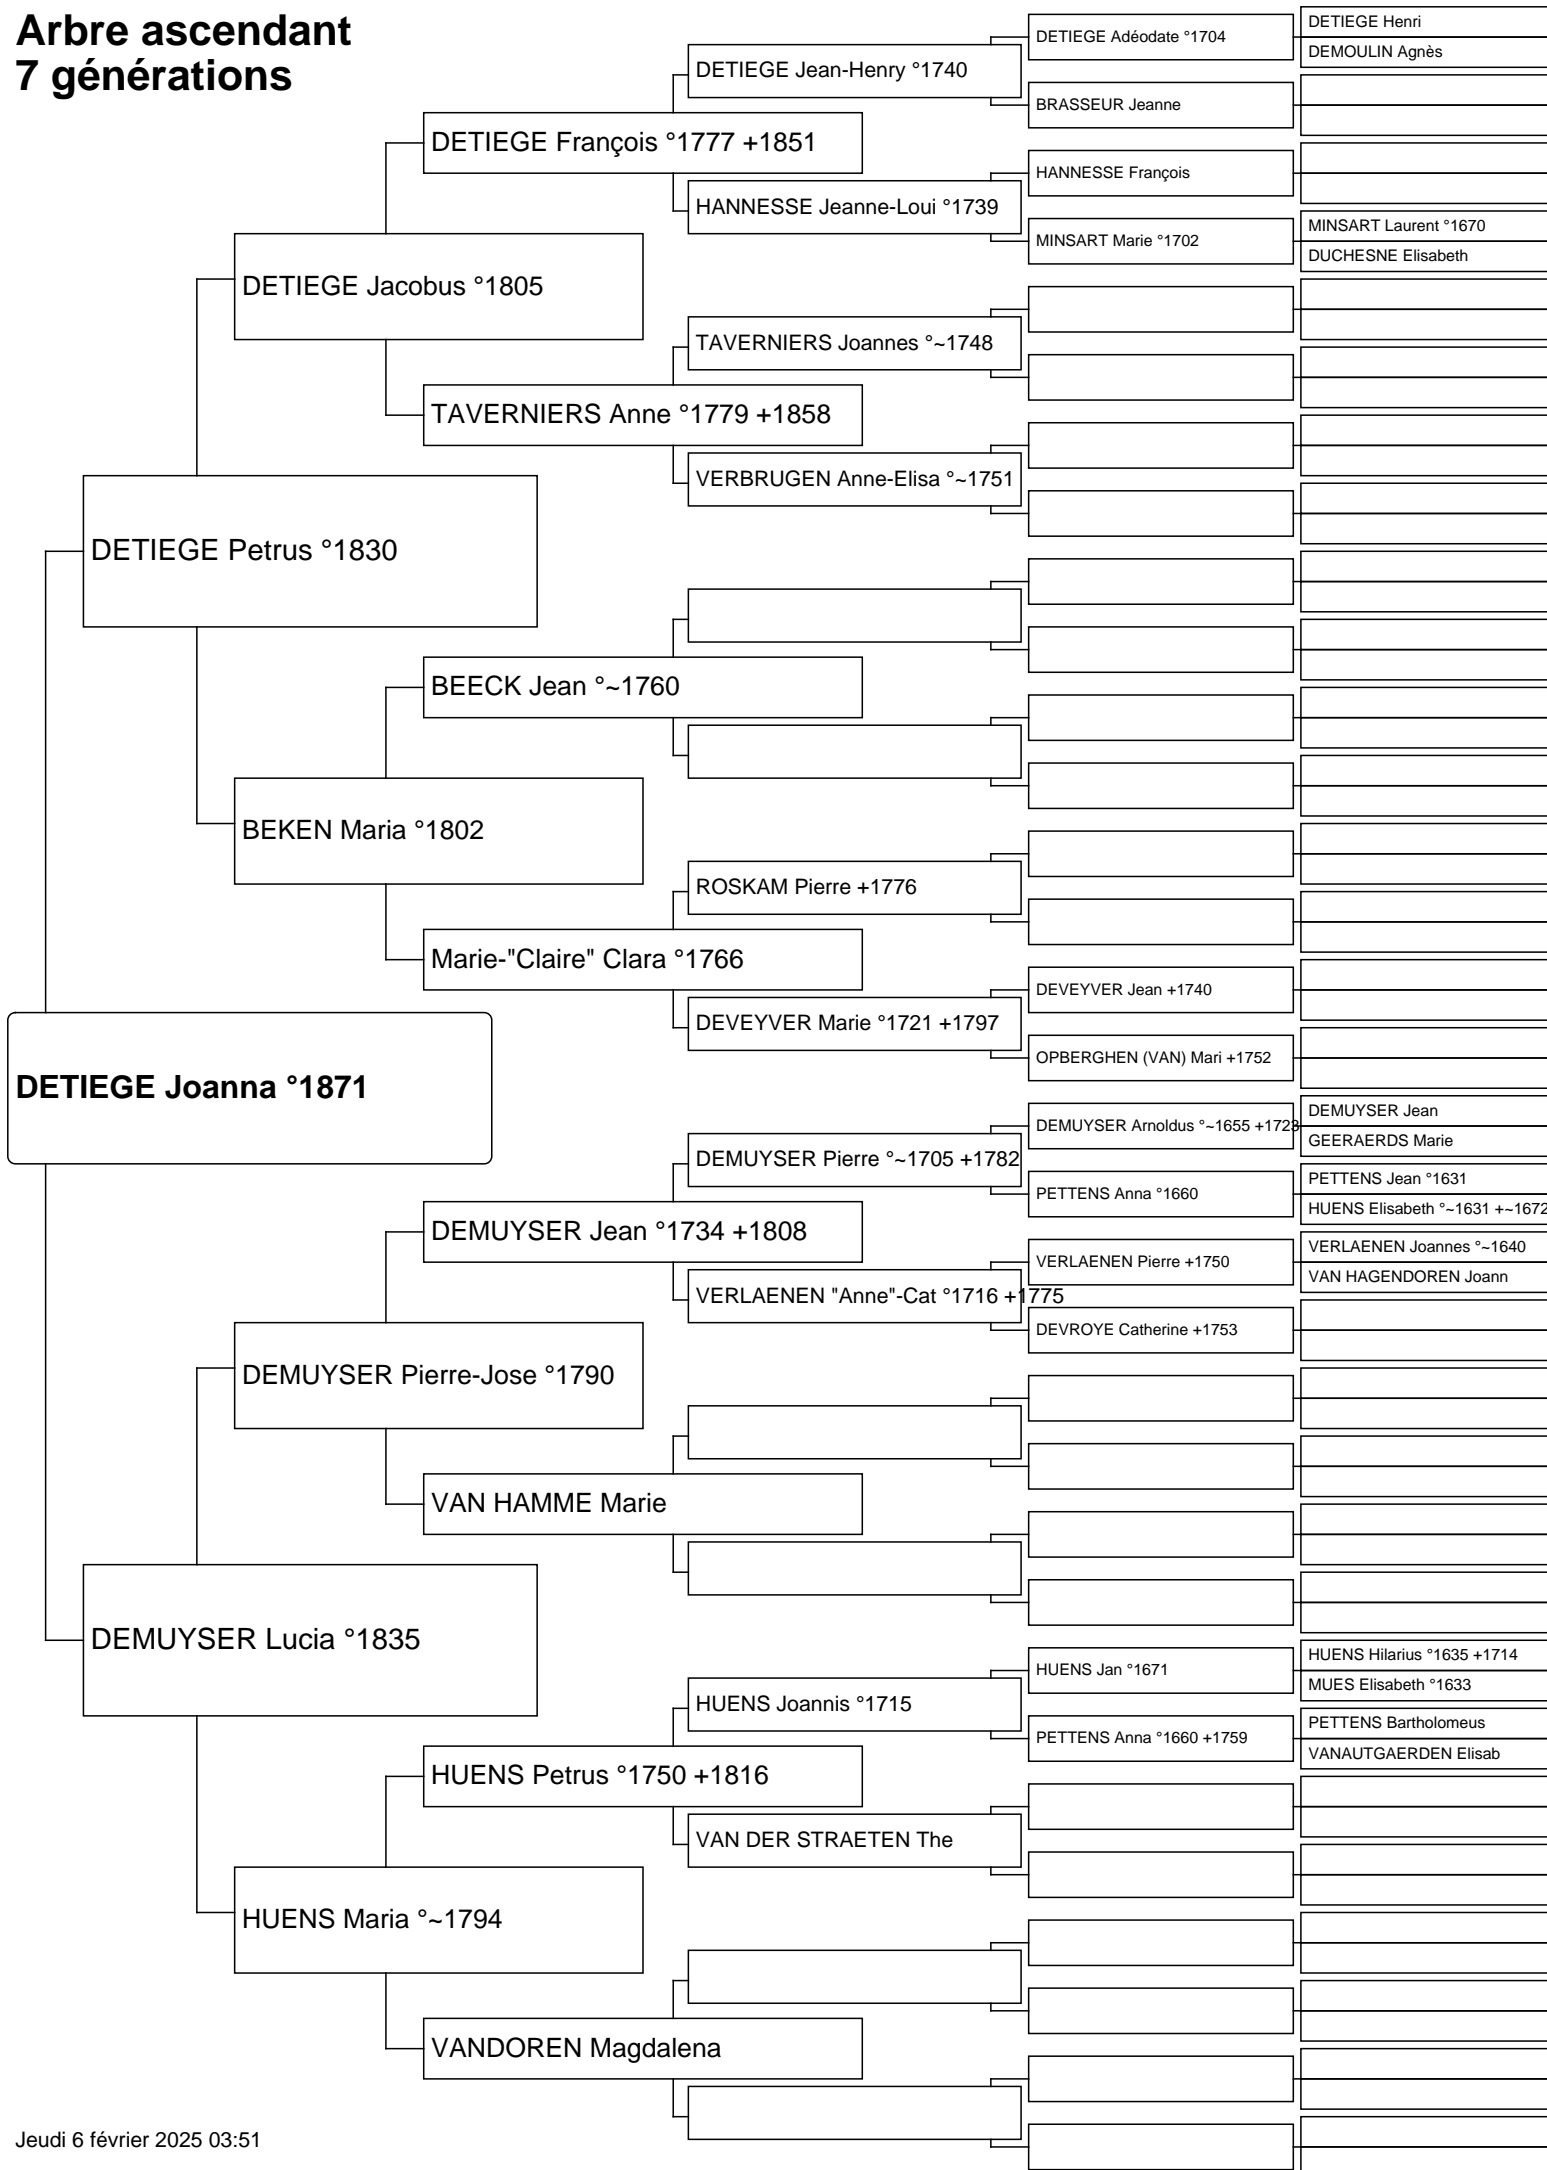 Arbre ascendant
7 générations
DETIEGE Joanna °1871
DETIEGE Petrus °1830
DEMUYSER Lucia °1835
DETIEGE Jacobus °1805
BEKEN Maria °1802
DEMUYSER Pierre-Jose °1790
HUENS Maria °~1794
DETIEGE François °1777 +1851
TAVERNIERS Anne °1779 +1858
BEECK Jean °~1760
Marie-"Claire" Clara °1766
DEMUYSER Jean °1734 +1808
VAN HAMME Marie
HUENS Petrus °1750 +1816
VANDOREN Magdalena
DETIEGE Jean-Henry °1740
HANNESSE Jeanne-Loui °1739
TAVERNIERS Joannes °~1748
VERBRUGEN Anne-Elisa °~1751
ROSKAM Pierre +1776
DEVEYVER Marie °1721 +1797
DEMUYSER Pierre °~1705 +1782
VERLAENEN "Anne"-Cat °1716 +1775
HUENS Joannis °1715
VAN DER STRAETEN The
DETIEGE Adéodate °1704
BRASSEUR Jeanne
HANNESSE François
MINSART Marie °1702
DEVEYVER Jean +1740
OPBERGHEN (VAN) Mari +1752
DEMUYSER Arnoldus °~1655 +1723
PETTENS Anna °1660
VERLAENEN Pierre +1750
DEVROYE Catherine +1753
HUENS Jan °1671
PETTENS Anna °1660 +1759
DETIEGE Henri
DEMOULIN Agnès
MINSART Laurent °1670
DUCHESNE Elisabeth
DEMUYSER Jean
GEERAERDS Marie
PETTENS Jean °1631
HUENS Elisabeth °~1631 +~1672
VERLAENEN Joannes °~1640
VAN HAGENDOREN Joann
HUENS Hilarius °1635 +1714
MUES Elisabeth °1633
PETTENS Bartholomeus
VANAUTGAERDEN Elisab
Jeudi 6 février 2025 03:51